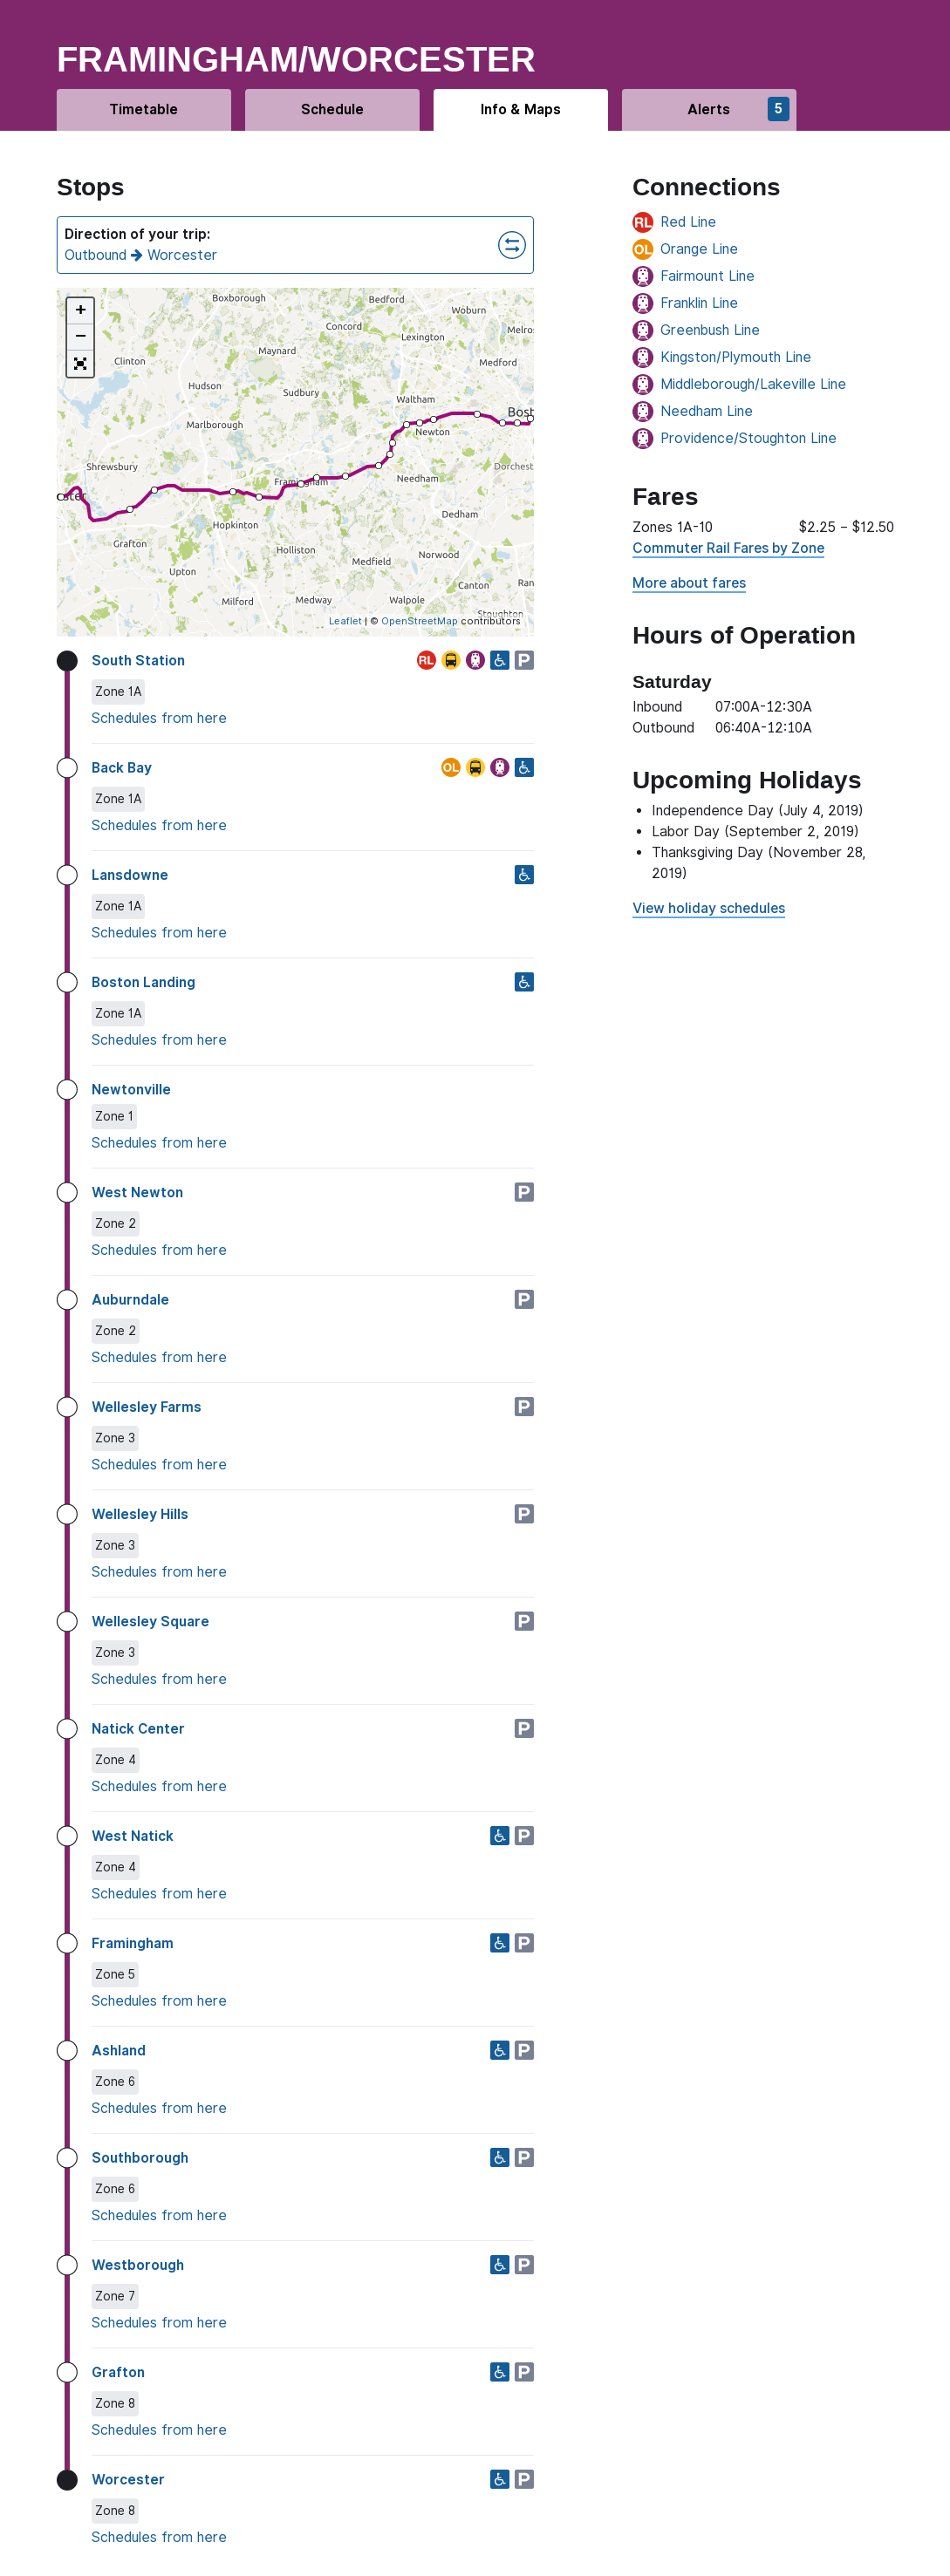 FRAMINGHAM/WORCESTER
Timetable
Schedule
Info & Maps
Alerts
5
Stops
Direction of your trip:
Outbound → Worcester
+
−
Boxborough
Bedford
Woburn
Concord
Melros
Lexington
Maynard
Clinton
Medford
Hudson
Sudbury
Waltham
Bost
Marlborough
Newton
Shrewsbury
Dorcheste
Framingham
Needham
ester
Dedham
Hopkinton
Grafton
Holliston
Norwood
Medfield
Upton
Canton
Ran
Milford
Medway
Walpole
Stoughton
Leaflet | © OpenStreetMap contributors
South Station
RL
P
Zone 1A
Schedules from here
Back Bay
OL
Zone 1A
Schedules from here
Lansdowne
Zone 1A
Schedules from here
Boston Landing
Zone 1A
Schedules from here
Newtonville
Zone 1
Schedules from here
West Newton
P
Zone 2
Schedules from here
Auburndale
P
Zone 2
Schedules from here
Wellesley Farms
P
Zone 3
Schedules from here
Wellesley Hills
P
Zone 3
Schedules from here
Wellesley Square
P
Zone 3
Schedules from here
Natick Center
P
Zone 4
Schedules from here
West Natick
P
Zone 4
Schedules from here
Framingham
P
Zone 5
Schedules from here
Ashland
P
Zone 6
Schedules from here
Southborough
P
Zone 6
Schedules from here
Westborough
P
Zone 7
Schedules from here
Grafton
P
Zone 8
Schedules from here
Worcester
P
Zone 8
Schedules from here
Connections
RL Red Line
OL Orange Line
Fairmount Line
Franklin Line
Greenbush Line
Kingston/Plymouth Line
Middleborough/Lakeville Line
Needham Line
Providence/Stoughton Line
Fares
Zones 1A-10 $2.25 – $12.50
Commuter Rail Fares by Zone
More about fares
Hours of Operation
Saturday
Inbound 07:00A-12:30A
Outbound 06:40A-12:10A
Upcoming Holidays
• Independence Day (July 4, 2019)
• Labor Day (September 2, 2019)
• Thanksgiving Day (November 28,
2019)
View holiday schedules